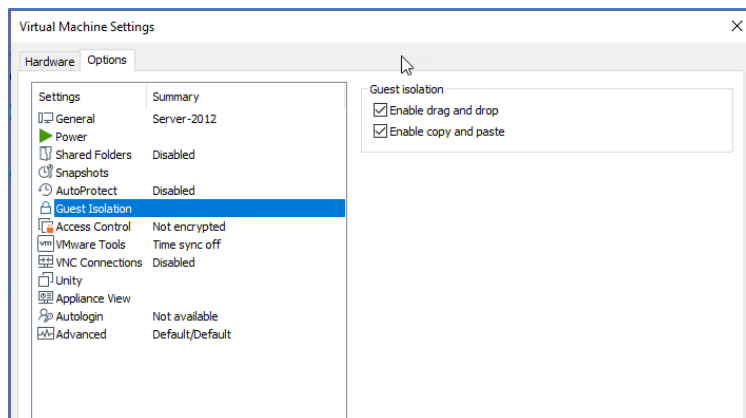 Virtual Machine Settings
Hardware Options
Settings Summary
General Server-2012
Power
Shared Folders Disabled
Snapshots
AutoProtect Disabled
Guest Isolation
Access Control Not encrypted
vm VMware Tools Time sync off
VNC Connections Disabled
Unity
Appliance View
Autologin Not available
Advanced Default/Default
Guest isolation
Enable drag and drop
Enable copy and paste